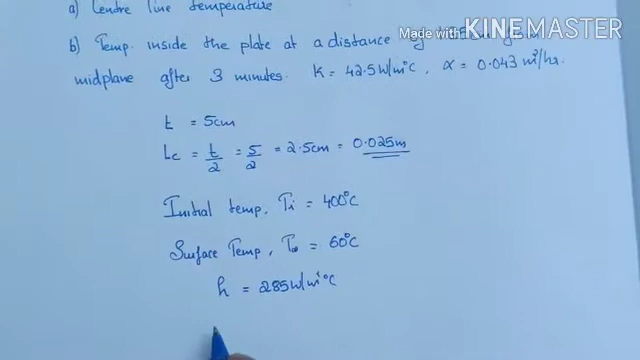 a) Centre line temperature
Made with KINEMASTER
b) Temp. inside the plate at a distance
midplane after 3 minutes. K = 42.5 W/m°C, α = 0.043 m²/hr.
t = 5cm
Lc = t/2 = 5/2 = 2.5cm = 0.025m
Initial temp, Ti = 400°C
Surface Temp, T∞ = 60°C
h = 285 W/m²°C